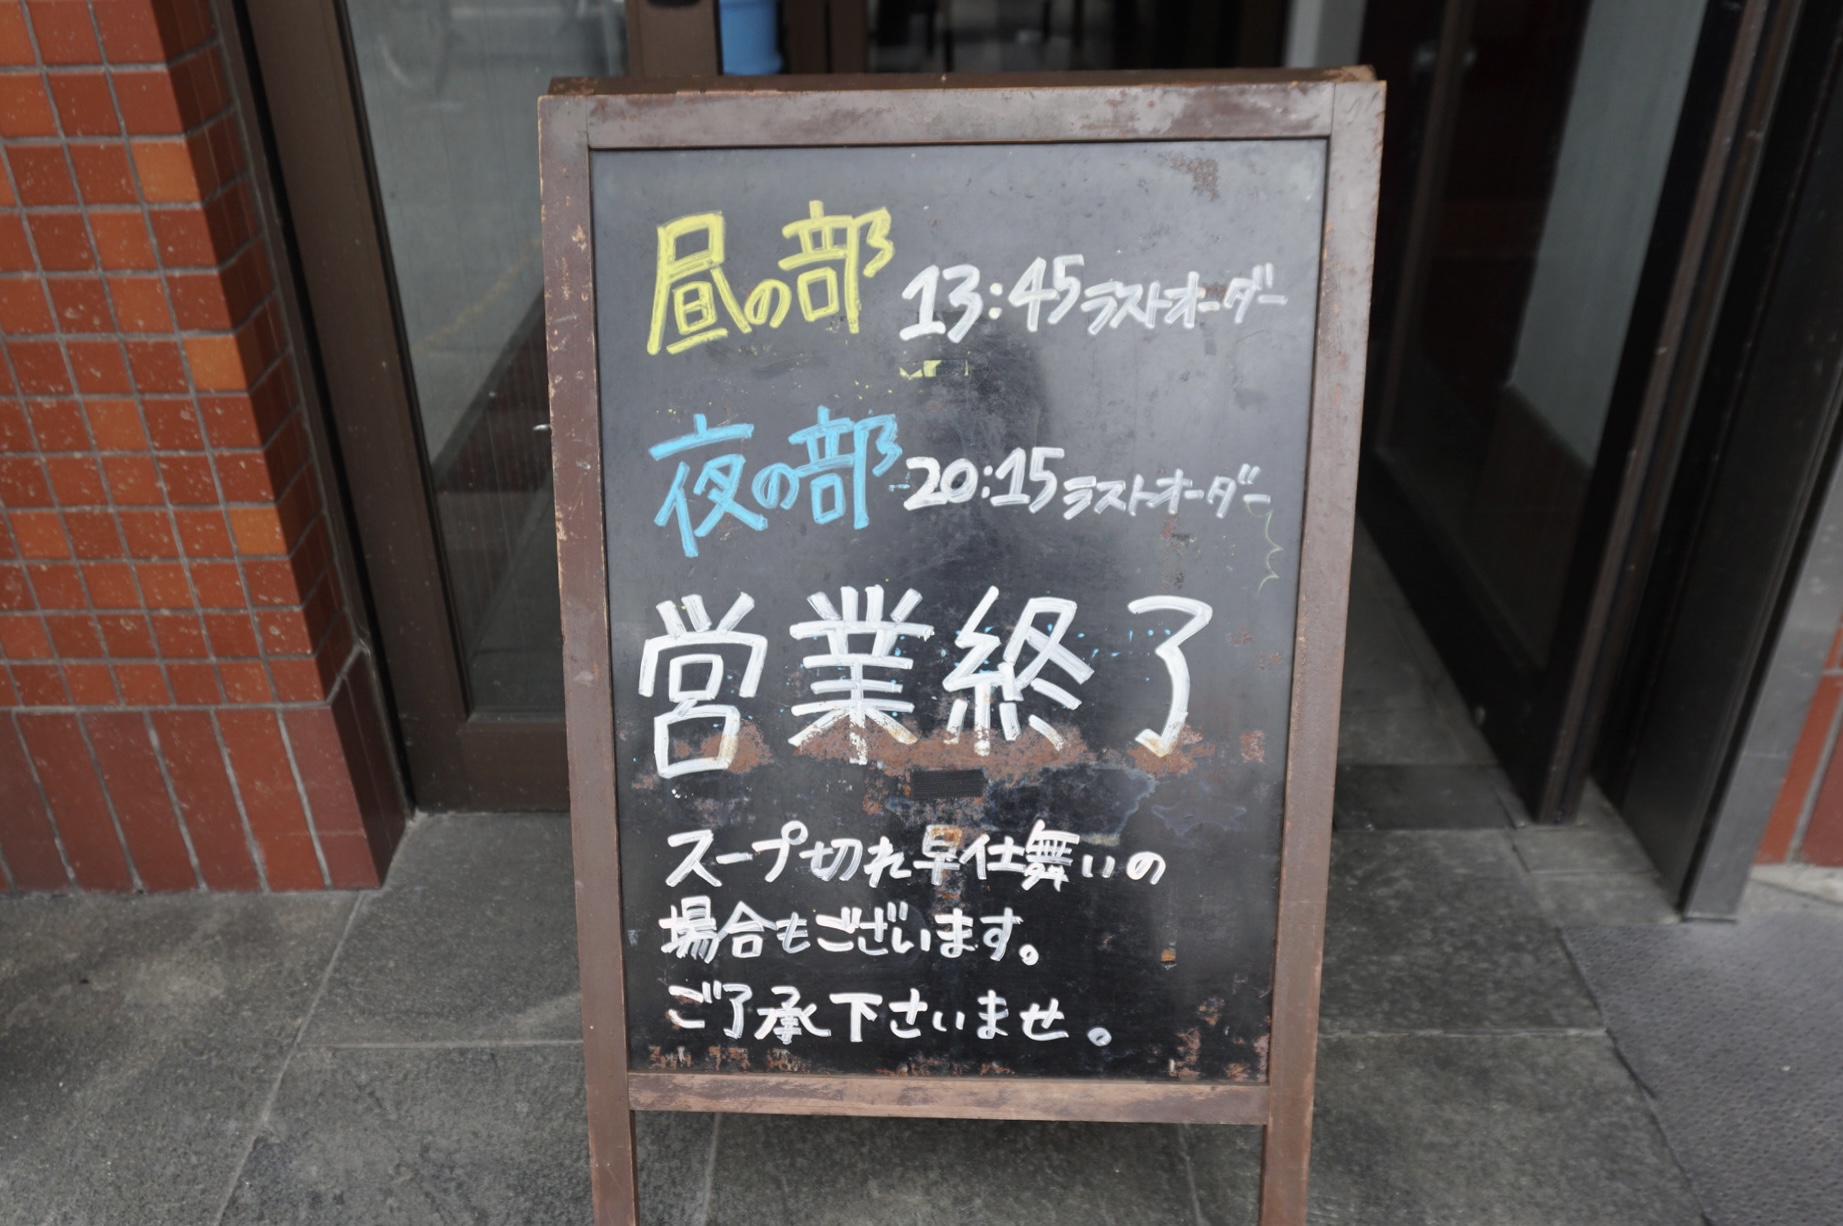 昼の部 13:45ラストオーダー
夜の部 20:15ラストオーダー
営業終了
スープ切れ早仕舞いの
場合もございます。
ご了承下さいませ。